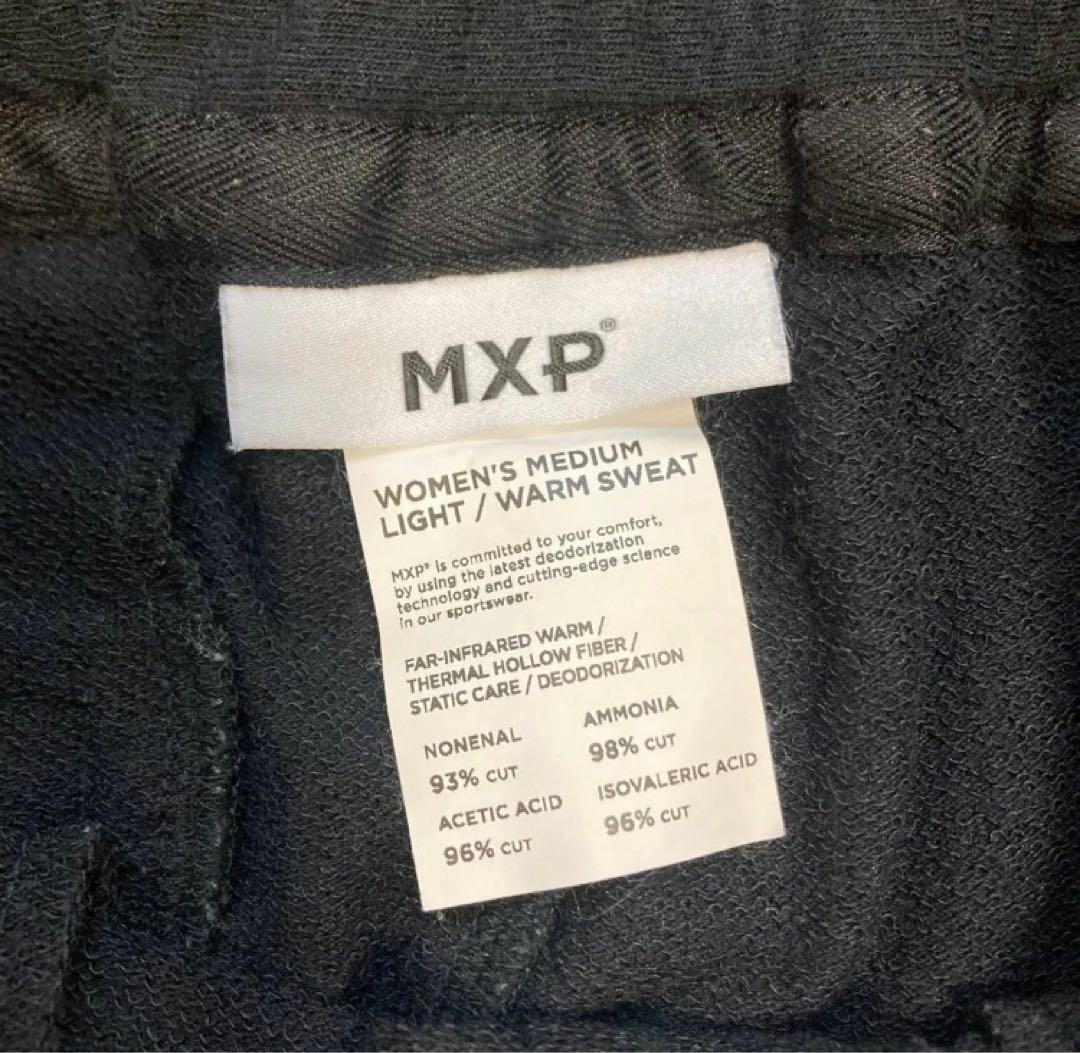 MXP®
WOMEN'S MEDIUM
LIGHT / WARM SWEAT
MXP® is committed to your comfort,
by using the latest deodorization
technology and cutting-edge science
in our sportswear.
FAR-INFRARED WARM /
THERMAL HOLLOW FIBER /
STATIC CARE / DEODORIZATION
NONENAL
93% CUT
AMMONIA
98% CUT
ACETIC ACID
96% CUT
ISOVALERIC ACID
96% CUT